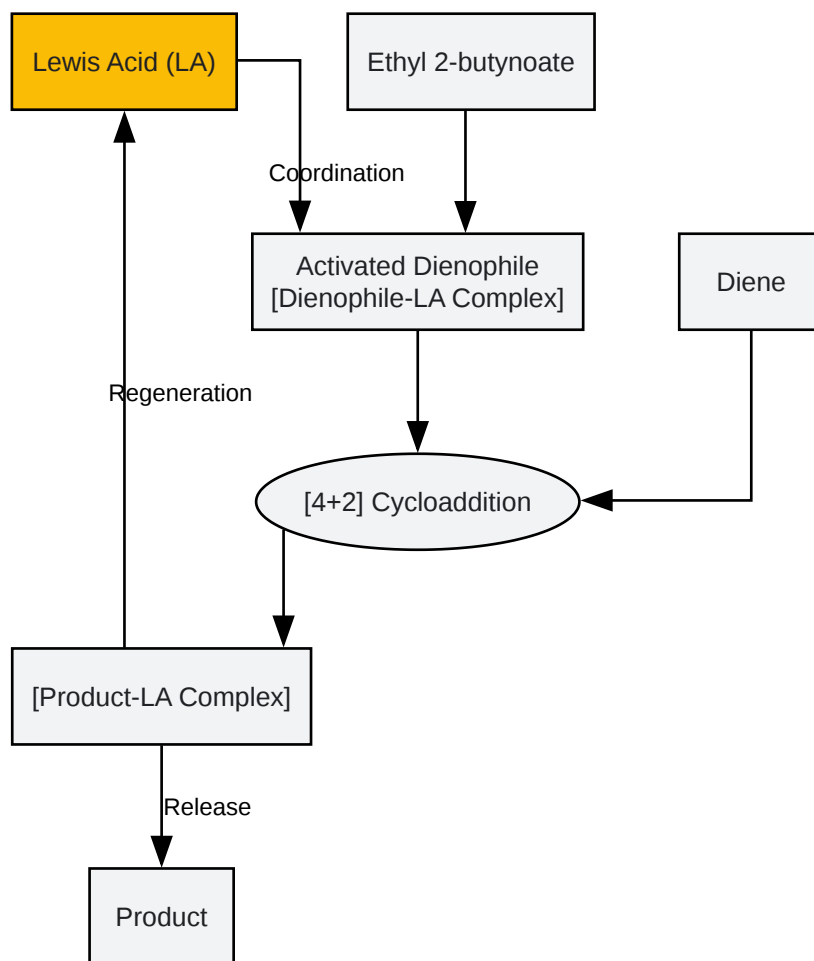 Lewis Acid (LA)
Ethyl 2-butynoate
Coordination
Activated Dienophile
[Dienophile-LA Complex]
Diene
Regeneration
[4+2] Cycloaddition
[Product-LA Complex]
Release
Product